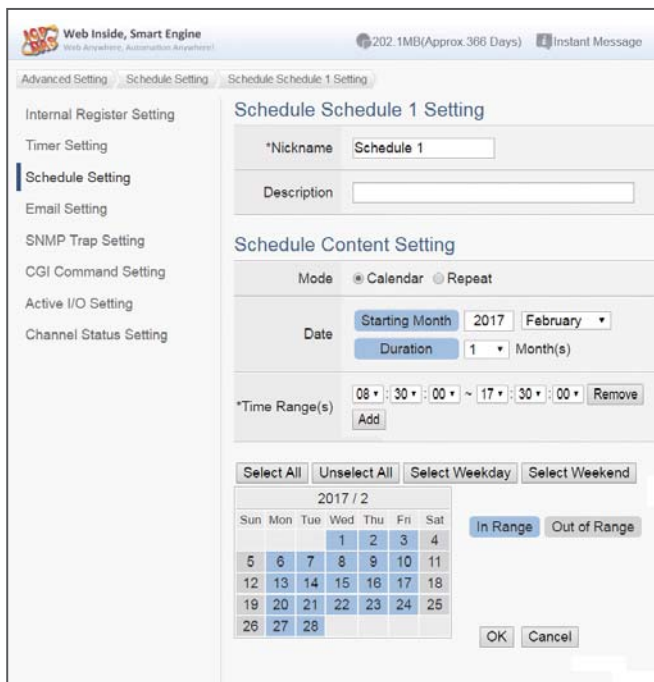 ICP DAS
Web Inside, Smart Engine
Web Anywhere, Automation Anywhere!
202.1MB(Approx.366 Days) Instant Message
Advanced Setting Schedule Setting Schedule Schedule 1 Setting
Internal Register Setting
Timer Setting
Schedule Setting
Email Setting
SNMP Trap Setting
CGI Command Setting
Active I/O Setting
Channel Status Setting
Schedule Schedule 1 Setting
*Nickname Schedule 1
Description
Schedule Content Setting
Mode Calendar Repeat
Date Starting Month 2017 February
Duration 1 Month(s)
*Time Range(s) 08 : 30 : 00 ~ 17 : 30 : 00 Remove
Add
Select All Unselect All Select Weekday Select Weekend
2017 / 2
Sun Mon Tue Wed Thu Fri Sat
1 2 3 4
5 6 7 8 9 10 11
12 13 14 15 16 17 18
19 20 21 22 23 24 25
26 27 28
In Range Out of Range
OK Cancel